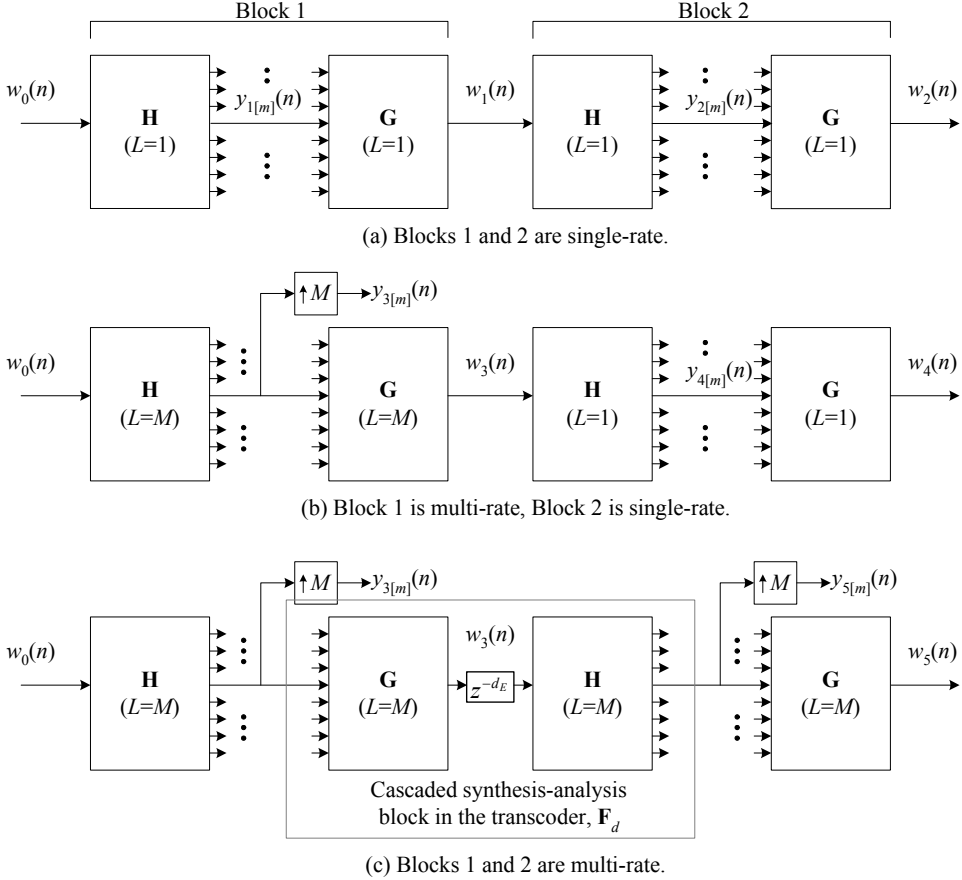 Block 1 Block 2
w₀(n) H (L=1) y₁[m](n) G (L=1) w₁(n) H (L=1) y₂[m](n) G (L=1) w₂(n)
(a) Blocks 1 and 2 are single-rate.
↑M y₃[m](n)
w₀(n) H (L=M) G (L=M) w₃(n) H (L=1) y₄[m](n) G (L=1) w₄(n)
(b) Block 1 is multi-rate, Block 2 is single-rate.
↑M y₃[m](n) ↑M y₅[m](n)
w₀(n) H (L=M) G (L=M) w₃(n) z^{-d_E} H (L=M) G (L=M) w₅(n)
Cascaded synthesis-analysis
block in the transcoder, F_d
(c) Blocks 1 and 2 are multi-rate.